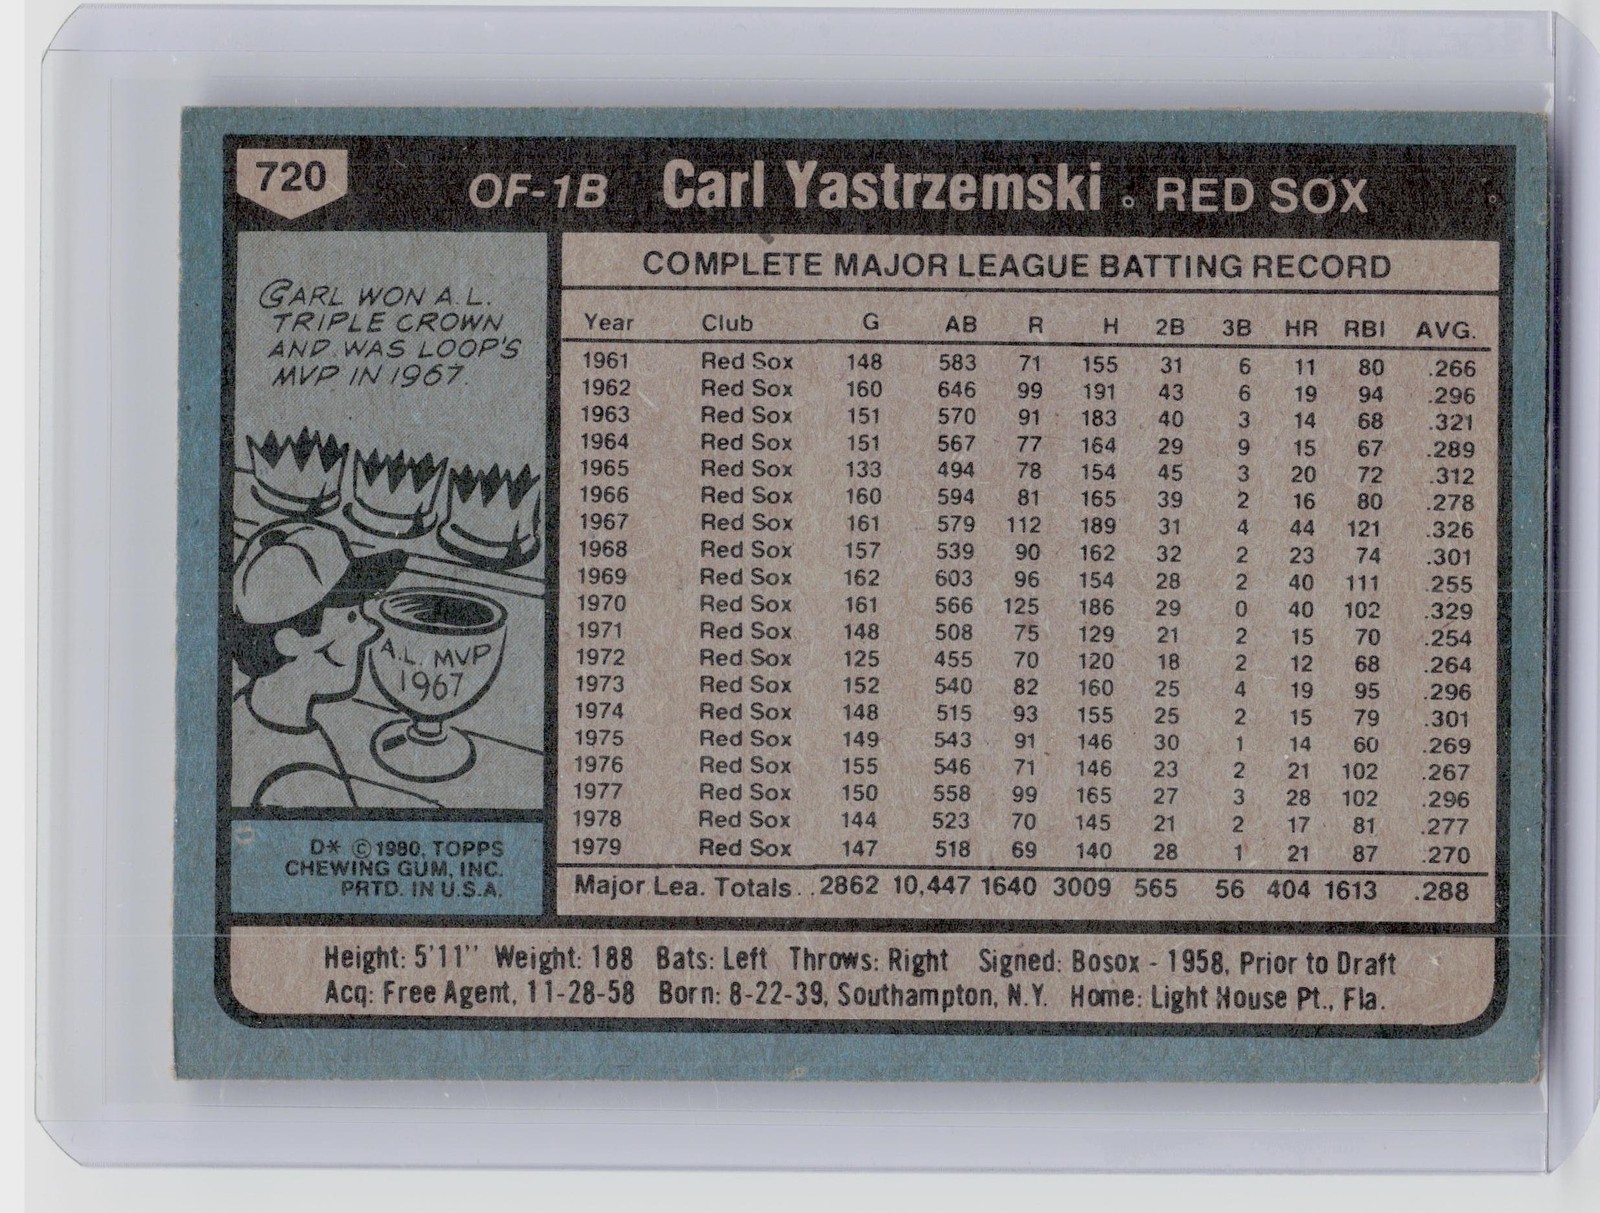 720 OF-1B Carl Yastrzemski . RED SOX
CARL WON A.L.
TRIPLE CROWN
AND WAS LOOP'S
MVP IN 1967.
A.L. MVP
1967
D* © 1980, TOPPS
CHEWING GUM, INC.
PRTD. IN U.S.A.
COMPLETE MAJOR LEAGUE BATTING RECORD
Year Club G AB R H 2B 3B HR RBI AVG.
1961 Red Sox 148 583 71 155 31 6 11 80 .266
1962 Red Sox 160 646 99 191 43 6 19 94 .296
1963 Red Sox 151 570 91 183 40 3 14 68 .321
1964 Red Sox 151 567 77 164 29 9 15 67 .289
1965 Red Sox 133 494 78 154 45 3 20 72 .312
1966 Red Sox 160 594 81 165 39 2 16 80 .278
1967 Red Sox 161 579 112 189 31 4 44 121 .326
1968 Red Sox 157 539 90 162 32 2 23 74 .301
1969 Red Sox 162 603 96 154 28 2 40 111 .255
1970 Red Sox 161 566 125 186 29 0 40 102 .329
1971 Red Sox 148 508 75 129 21 2 15 70 .254
1972 Red Sox 125 455 70 120 18 2 12 68 .264
1973 Red Sox 152 540 82 160 25 4 19 95 .296
1974 Red Sox 148 515 93 155 25 2 15 79 .301
1975 Red Sox 149 543 91 146 30 1 14 60 .269
1976 Red Sox 155 546 71 146 23 2 21 102 .267
1977 Red Sox 150 558 99 165 27 3 28 102 .296
1978 Red Sox 144 523 70 145 21 2 17 81 .277
1979 Red Sox 147 518 69 140 28 1 21 87 .270
Major Lea. Totals . . 2862 10,447 1640 3009 565 56 404 1613 .288
Height: 5'11" Weight: 188 Bats: Left Throws: Right Signed: Bosox - 1958, Prior to Draft
Acq: Free Agent, 11-28-58 Born: 8-22-39, Southampton, N.Y. Home: Light House Pt., Fla.